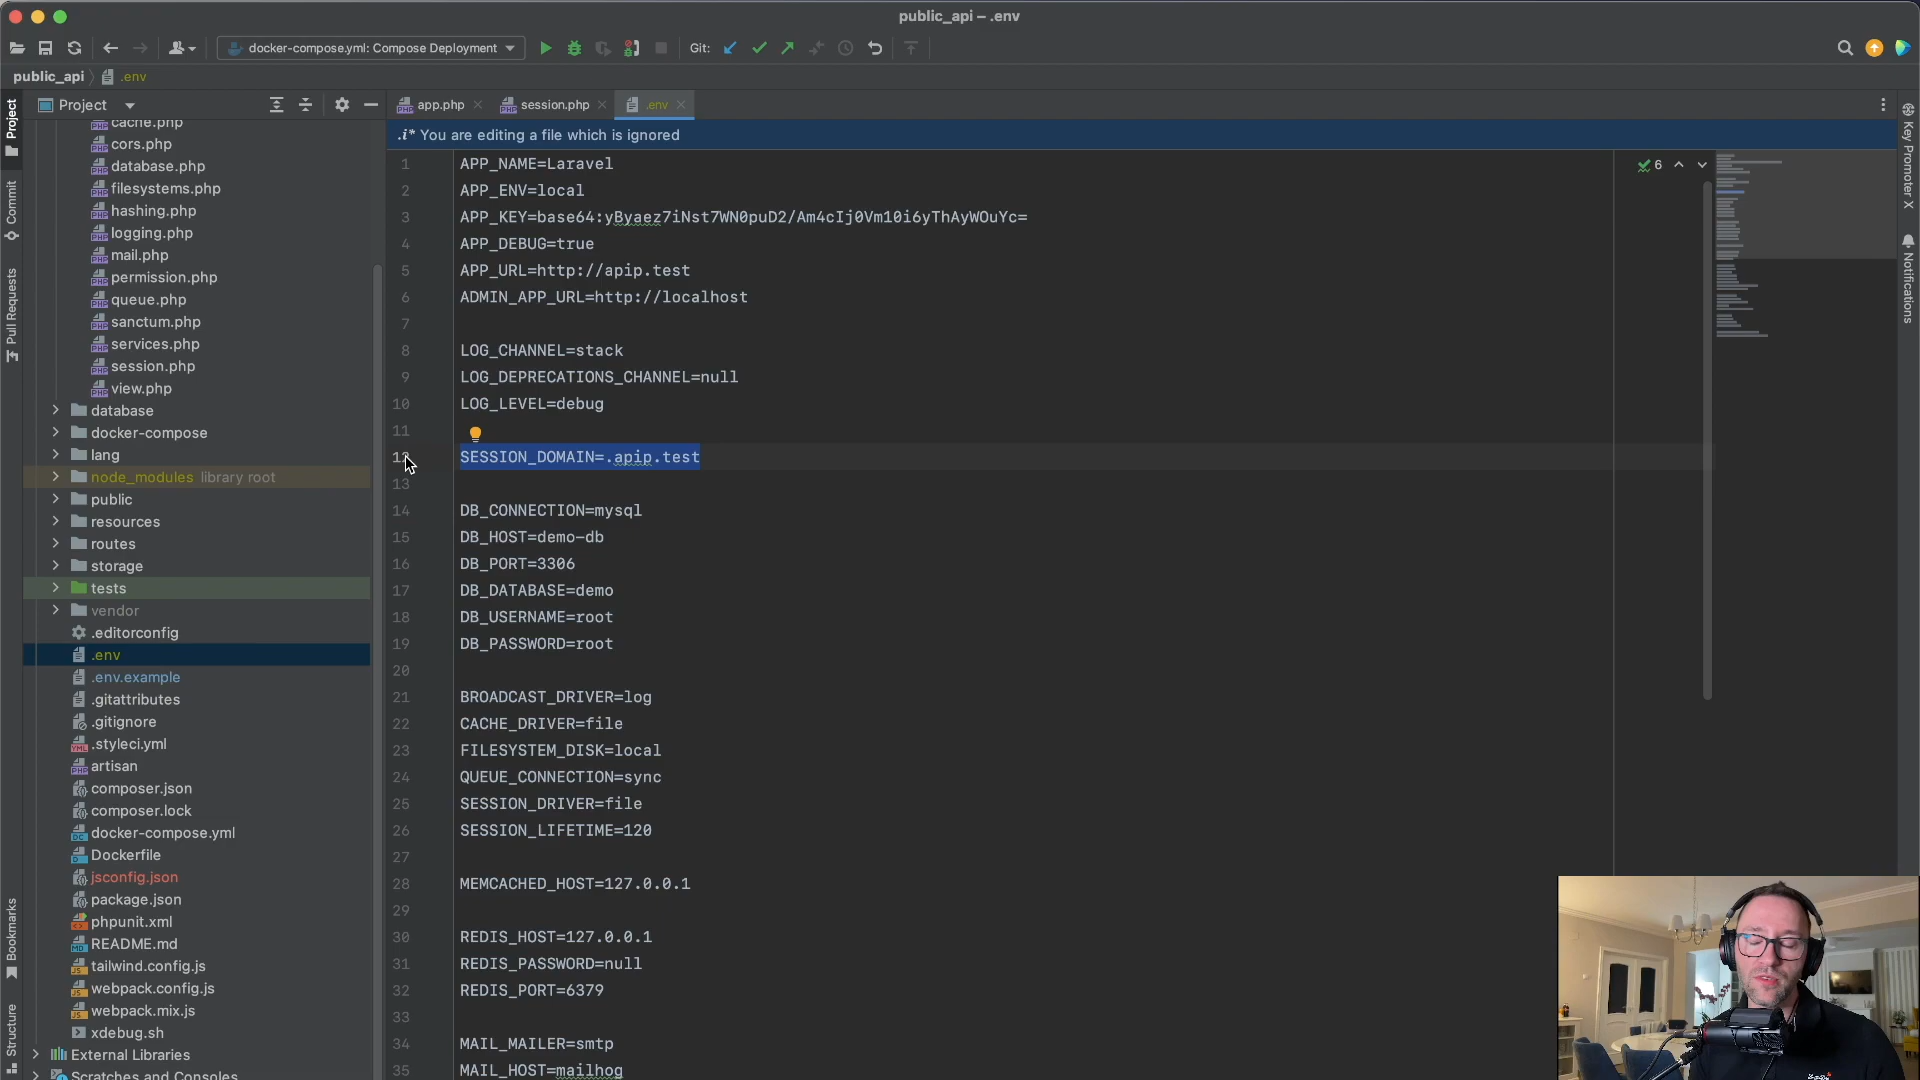 public_api – .env
docker-compose.yml: Compose Deployment
Git:
public_api
.env
Project
Project
app.php
session.php
.env
.i* You are editing a file which is ignored
Commit
Pull Requests
Bookmarks
Structure
Key Promoter X
Notifications
cache.php
cors.php
database.php
filesystems.php
hashing.php
logging.php
mail.php
permission.php
queue.php
sanctum.php
services.php
session.php
view.php
database
docker-compose
lang
node_modules library root
public
resources
routes
storage
tests
vendor
.editorconfig
.env
.env.example
.gitattributes
.gitignore
.styleci.yml
artisan
composer.json
composer.lock
docker-compose.yml
Dockerfile
jsconfig.json
package.json
phpunit.xml
README.md
tailwind.config.js
webpack.config.js
webpack.mix.js
xdebug.sh
External Libraries
Scratches and Consoles
6
1 APP_NAME=Laravel
2 APP_ENV=local
3 APP_KEY=base64:yByaez7iNst7WN0puD2/Am4cIj0Vm10i6yThAyWOuYc=
4 APP_DEBUG=true
5 APP_URL=http://apip.test
6 ADMIN_APP_URL=http://localhost
7
8 LOG_CHANNEL=stack
9 LOG_DEPRECATIONS_CHANNEL=null
10 LOG_LEVEL=debug
11
12 SESSION_DOMAIN=.apip.test
13
14 DB_CONNECTION=mysql
15 DB_HOST=demo-db
16 DB_PORT=3306
17 DB_DATABASE=demo
18 DB_USERNAME=root
19 DB_PASSWORD=root
20
21 BROADCAST_DRIVER=log
22 CACHE_DRIVER=file
23 FILESYSTEM_DISK=local
24 QUEUE_CONNECTION=sync
25 SESSION_DRIVER=file
26 SESSION_LIFETIME=120
27
28 MEMCACHED_HOST=127.0.0.1
29
30 REDIS_HOST=127.0.0.1
31 REDIS_PASSWORD=null
32 REDIS_PORT=6379
33
34 MAIL_MAILER=smtp
35 MAIL_HOST=mailhog